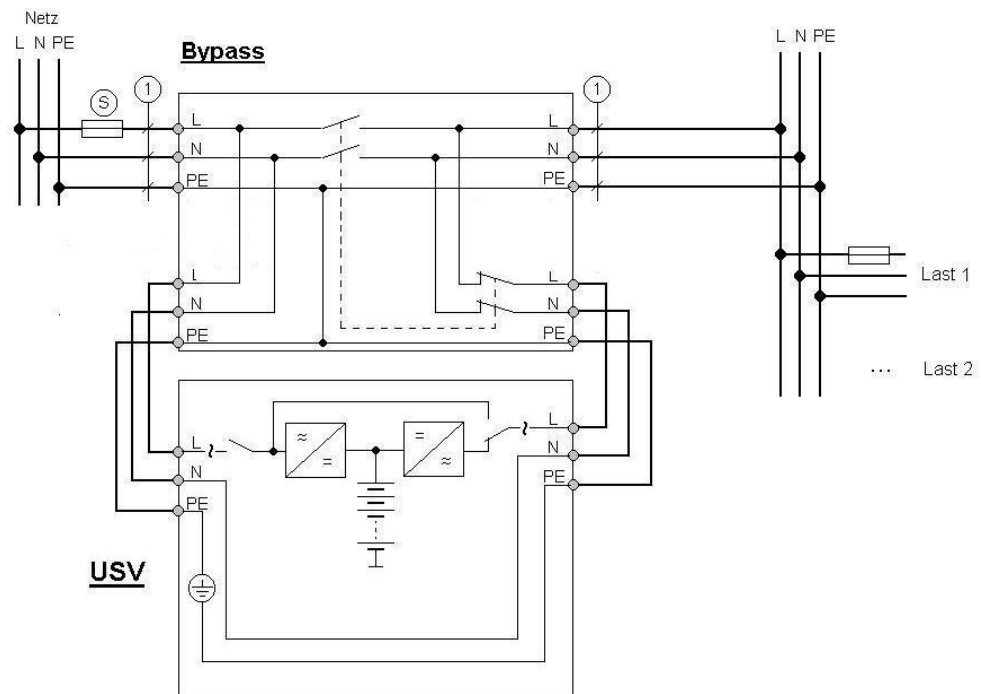 Netz
L N PE
L N PE
Bypass
S
1
1
L
L
N
N
PE
PE
L
L
N
N
PE
PE
Last 1
...
Last 2
L
L
N
N
PE
PE
≈
=
=
≈
~
~
USV